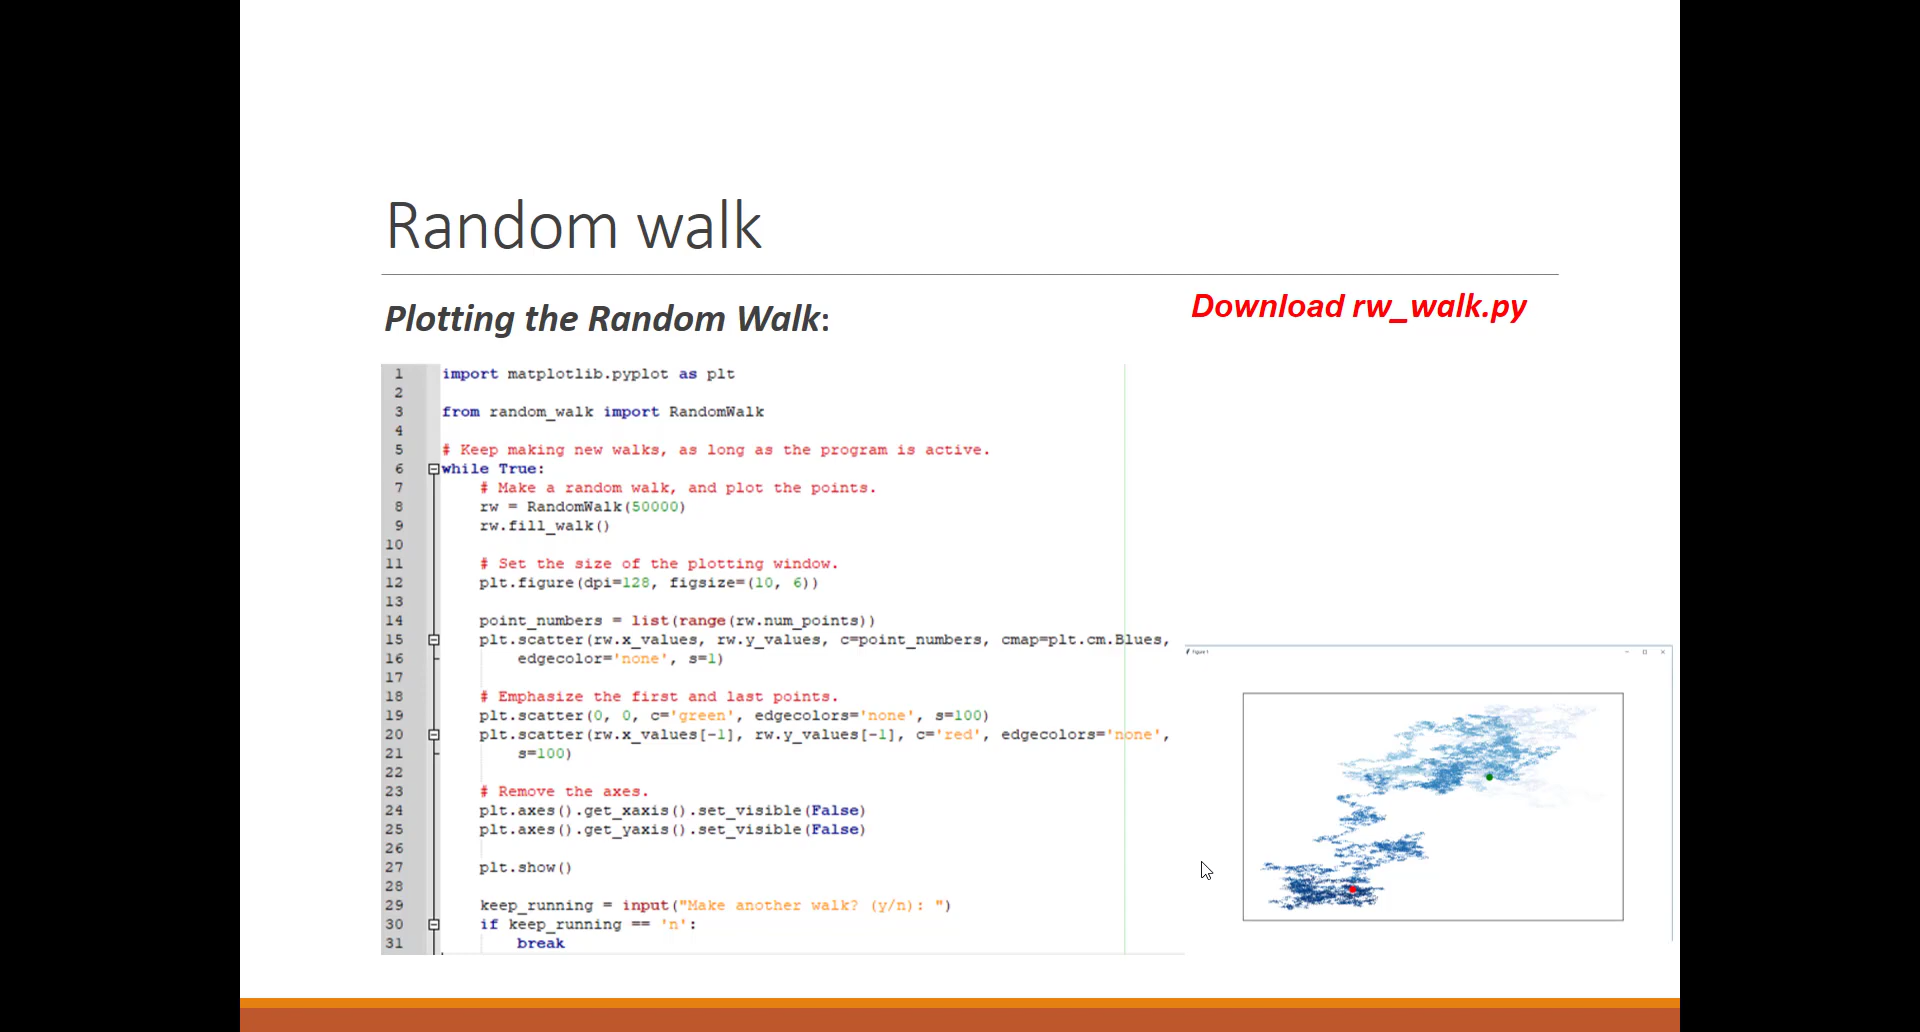 Random walk
Plotting the Random Walk:
Download rw_walk.py
1 import matplotlib.pyplot as plt
2
3 from random_walk import RandomWalk
4
5 # Keep making new walks, as long as the program is active.
6 while True:
7     # Make a random walk, and plot the points.
8     rw = RandomWalk(50000)
9     rw.fill_walk()
10
11     # Set the size of the plotting window.
12     plt.figure(dpi=128, figsize=(10, 6))
13
14     point_numbers = list(range(rw.num_points))
15     plt.scatter(rw.x_values, rw.y_values, c=point_numbers, cmap=plt.cm.Blues,
16         edgecolor='none', s=1)
17
18     # Emphasize the first and last points.
19     plt.scatter(0, 0, c='green', edgecolors='none', s=100)
20     plt.scatter(rw.x_values[-1], rw.y_values[-1], c='red', edgecolors='none',
21         s=100)
22
23     # Remove the axes.
24     plt.axes().get_xaxis().set_visible(False)
25     plt.axes().get_yaxis().set_visible(False)
26
27     plt.show()
28
29     keep_running = input("Make another walk? (y/n): ")
30     if keep_running == 'n':
31         break
Figure 1